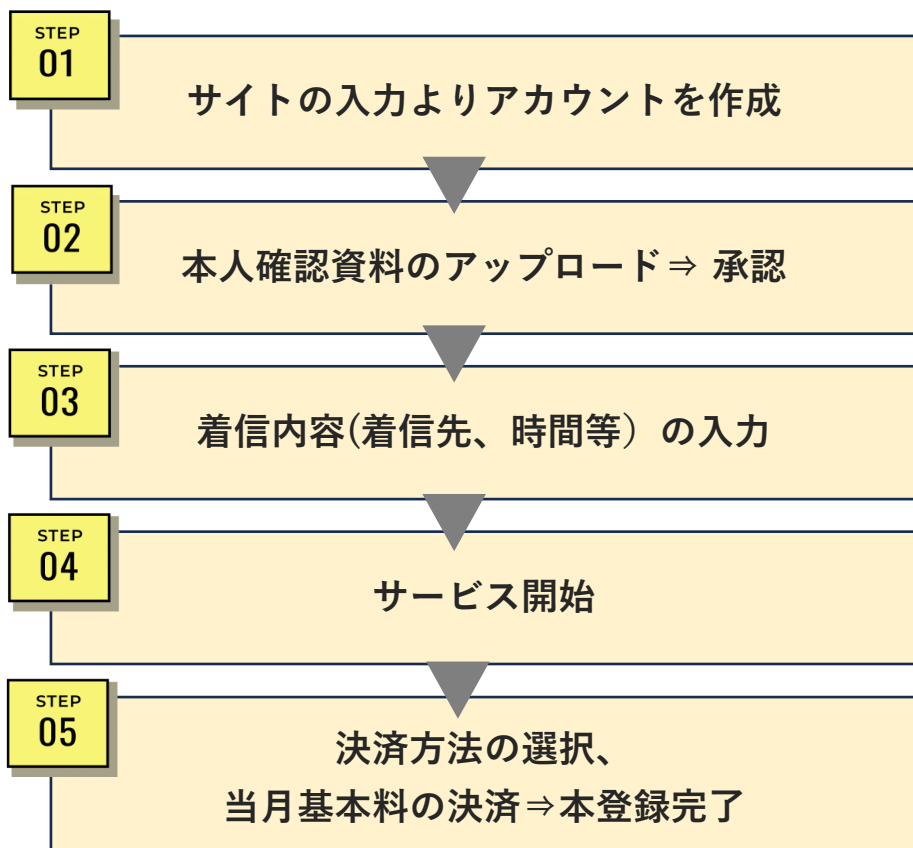 STEP
01
サイトの入力よりアカウントを作成
STEP
02
本人確認資料のアップロード⇒ 承認
STEP
03
着信内容(着信先、時間等）の入力
STEP
04
サービス開始
STEP
05
決済方法の選択、
当月基本料の決済⇒本登録完了